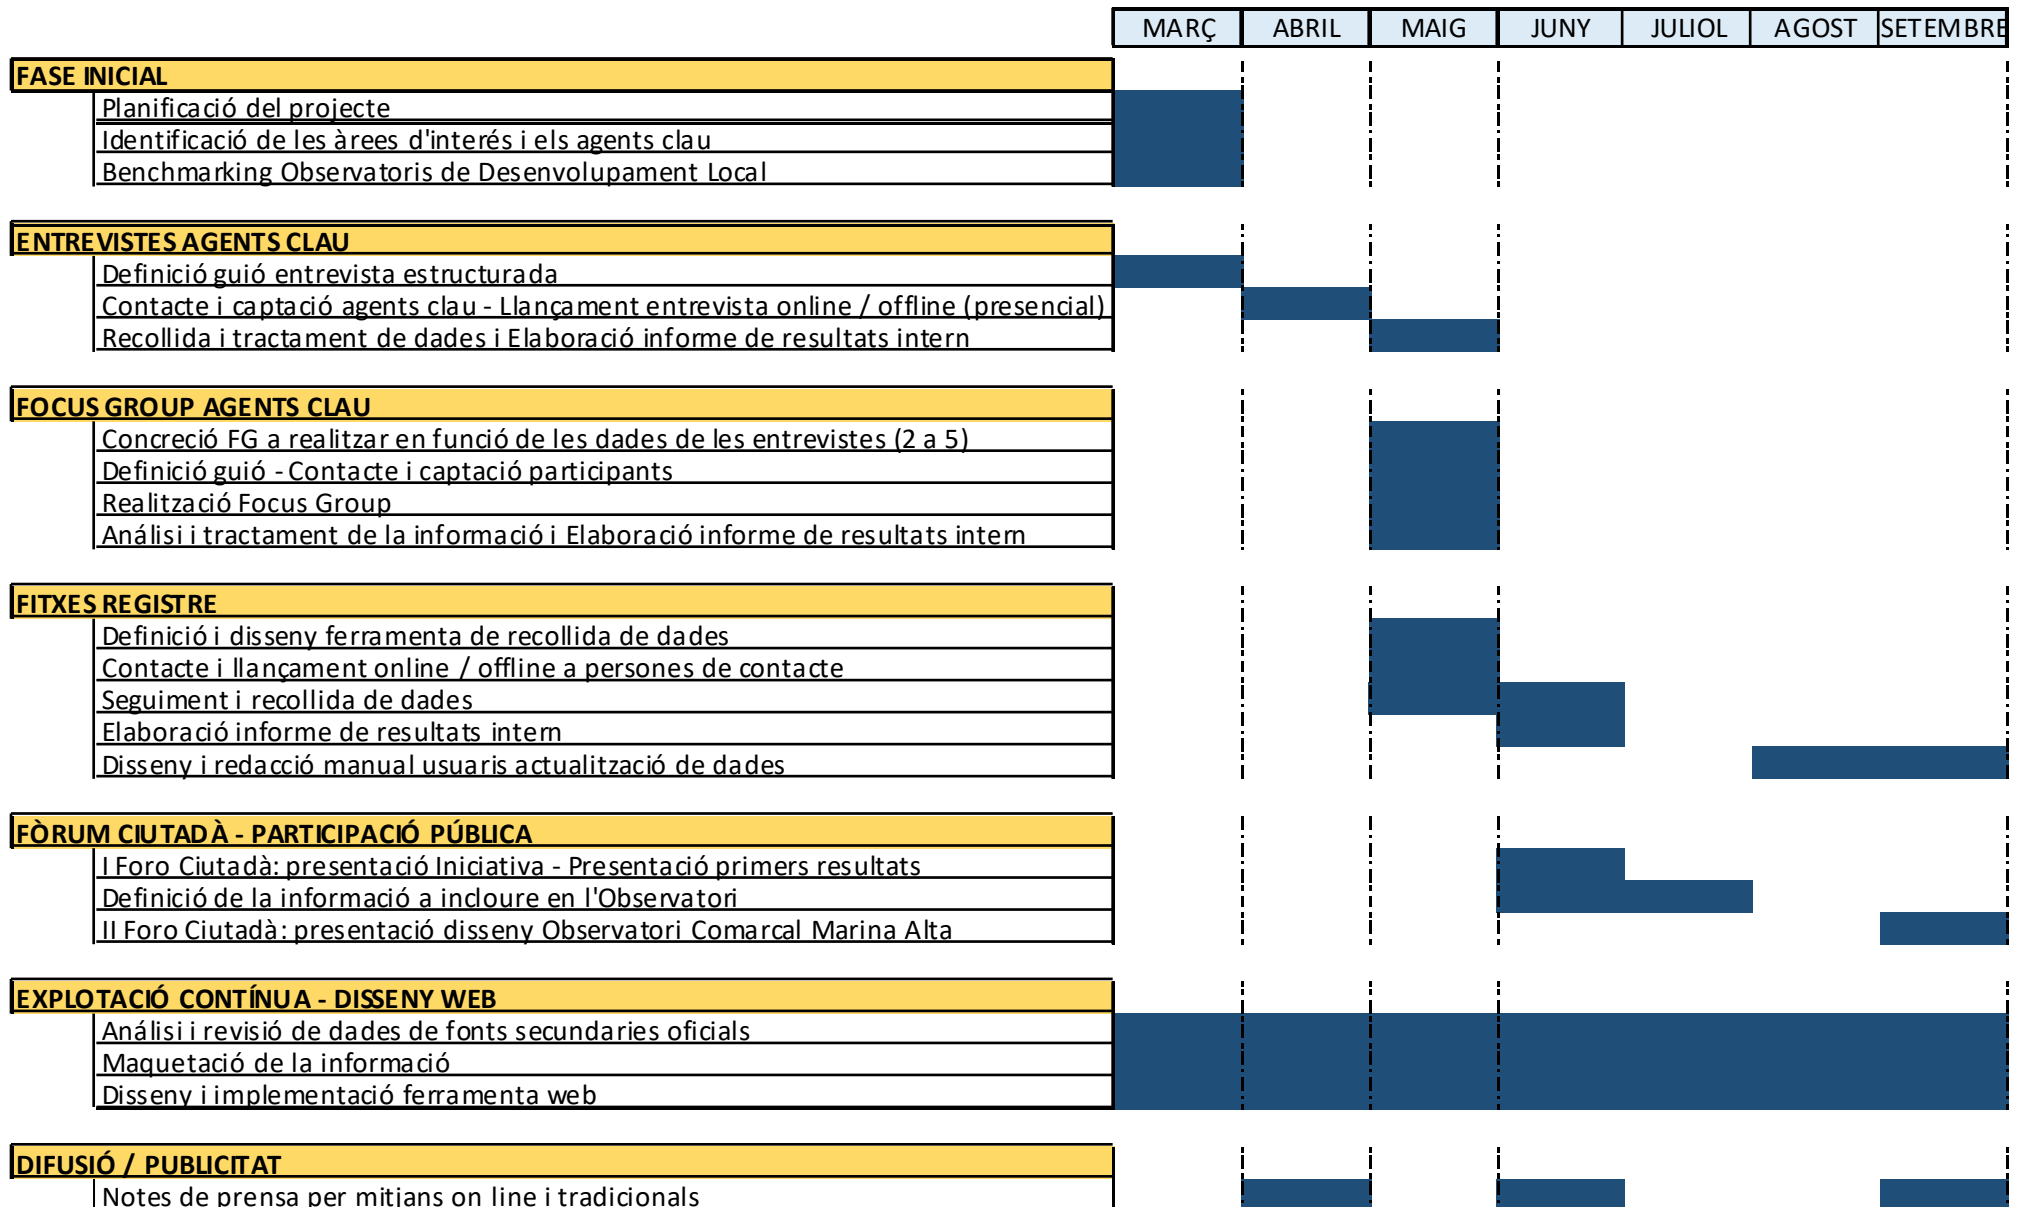 MARÇ ABRIL MAIG JUNY JULIOL AGOST SETEMBRE
FASE INICIAL
Planificació del projecte
Identificació de les àrees d'interés i els agents clau
Benchmarking Observatoris de Desenvolupament Local
ENTREVISTES AGENTS CLAU
Definició guió entrevista estructurada
Contacte i captació agents clau - Llançament entrevista online / offline (presencial)
Recollida i tractament de dades i Elaboració informe de resultats intern
FOCUS GROUP AGENTS CLAU
Concreció FG a realitzar en funció de les dades de les entrevistes (2 a 5)
Definició guió - Contacte i captació participants
Realització Focus Group
Análisi i tractament de la informació i Elaboració informe de resultats intern
FITXES REGISTRE
Definició i disseny ferramenta de recollida de dades
Contacte i llançament online / offline a persones de contacte
Seguiment i recollida de dades
Elaboració informe de resultats intern
Disseny i redacció manual usuaris actualització de dades
FÒRUM CIUTADÀ - PARTICIPACIÓ PÚBLICA
I Foro Ciutadà: presentació Iniciativa - Presentació primers resultats
Definició de la informació a incloure en l'Observatori
II Foro Ciutadà: presentació disseny Observatori Comarcal Marina Alta
EXPLOTACIÓ CONTÍNUA - DISSENY WEB
Análisi i revisió de dades de fonts secundaries oficials
Maquetació de la informació
Disseny i implementació ferramenta web
DIFUSIÓ / PUBLICITAT
Notes de prensa per mitjans on line i tradicionals